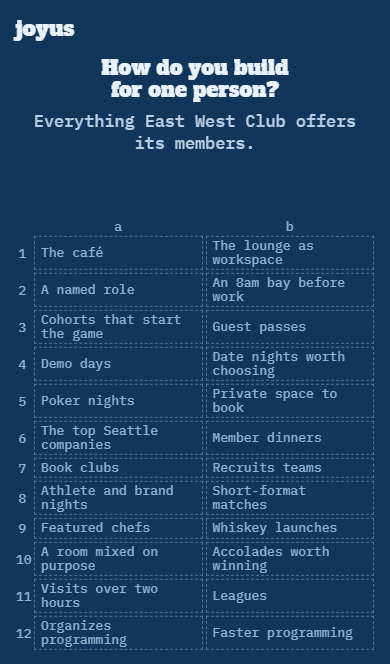 joyus
How do you build
for one person?
Everything East West Club offers
its members.
a b
1 The café The lounge as
workspace
2 A named role An 8am bay before
work
3 Cohorts that start
the game Guest passes
4 Demo days Date nights worth
choosing
5 Poker nights Private space to
book
6 The top Seattle
companies Member dinners
7 Book clubs Recruits teams
8 Athlete and brand
nights Short-format
matches
9 Featured chefs Whiskey launches
10 A room mixed on
purpose Accolades worth
winning
11 Visits over two
hours Leagues
12 Organizes
programming Faster programming